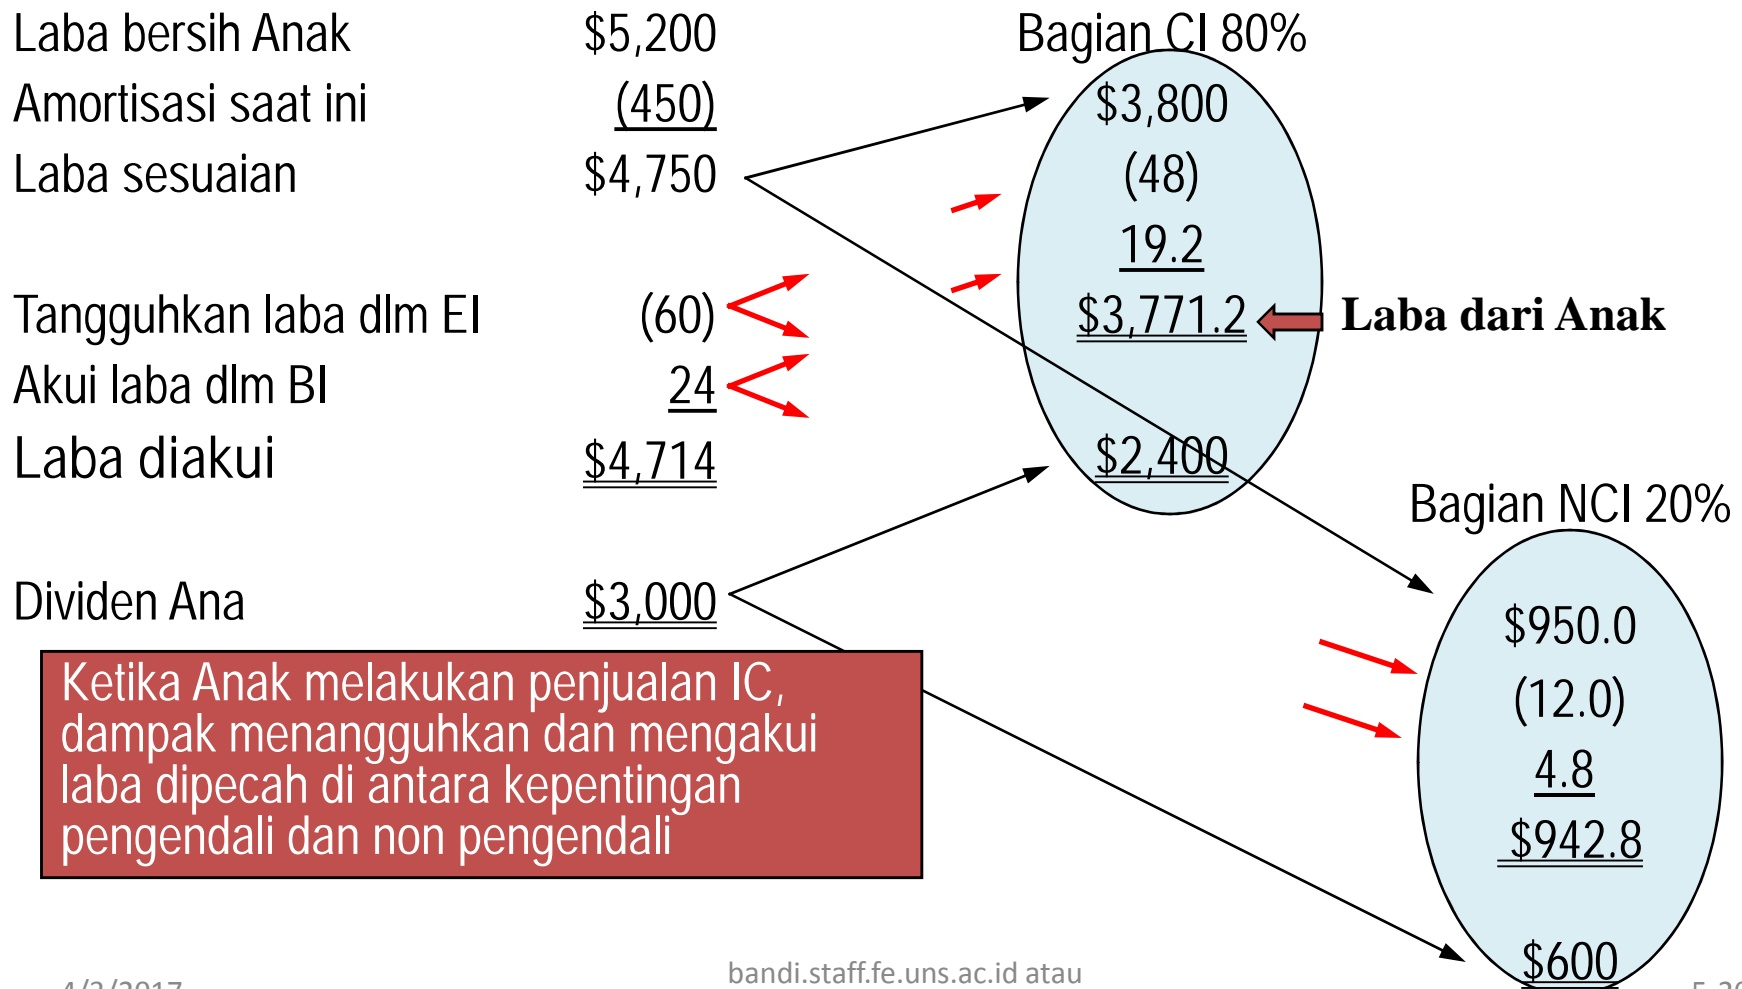 Laba bersih Anak $5,200 Bagian CI 80%
Amortisasi saat ini (450) $3,800
Laba sesuaian $4,750 (48)
19.2
Tangguhkan laba dlm EI (60) $3,771.2 Laba dari Anak
Akui laba dlm BI 24
Laba diakui $4,714 $2,400
Bagian NCI 20%
Dividen Ana $3,000 $950.0
Ketika Anak melakukan penjualan IC,
dampak menangguhkan dan mengakui
laba dipecah di antara kepentingan
pengendali dan non pengendali
(12.0)
4.8
$942.8
$600
bandi.staff.fe.uns.ac.id atau
4/3/2017